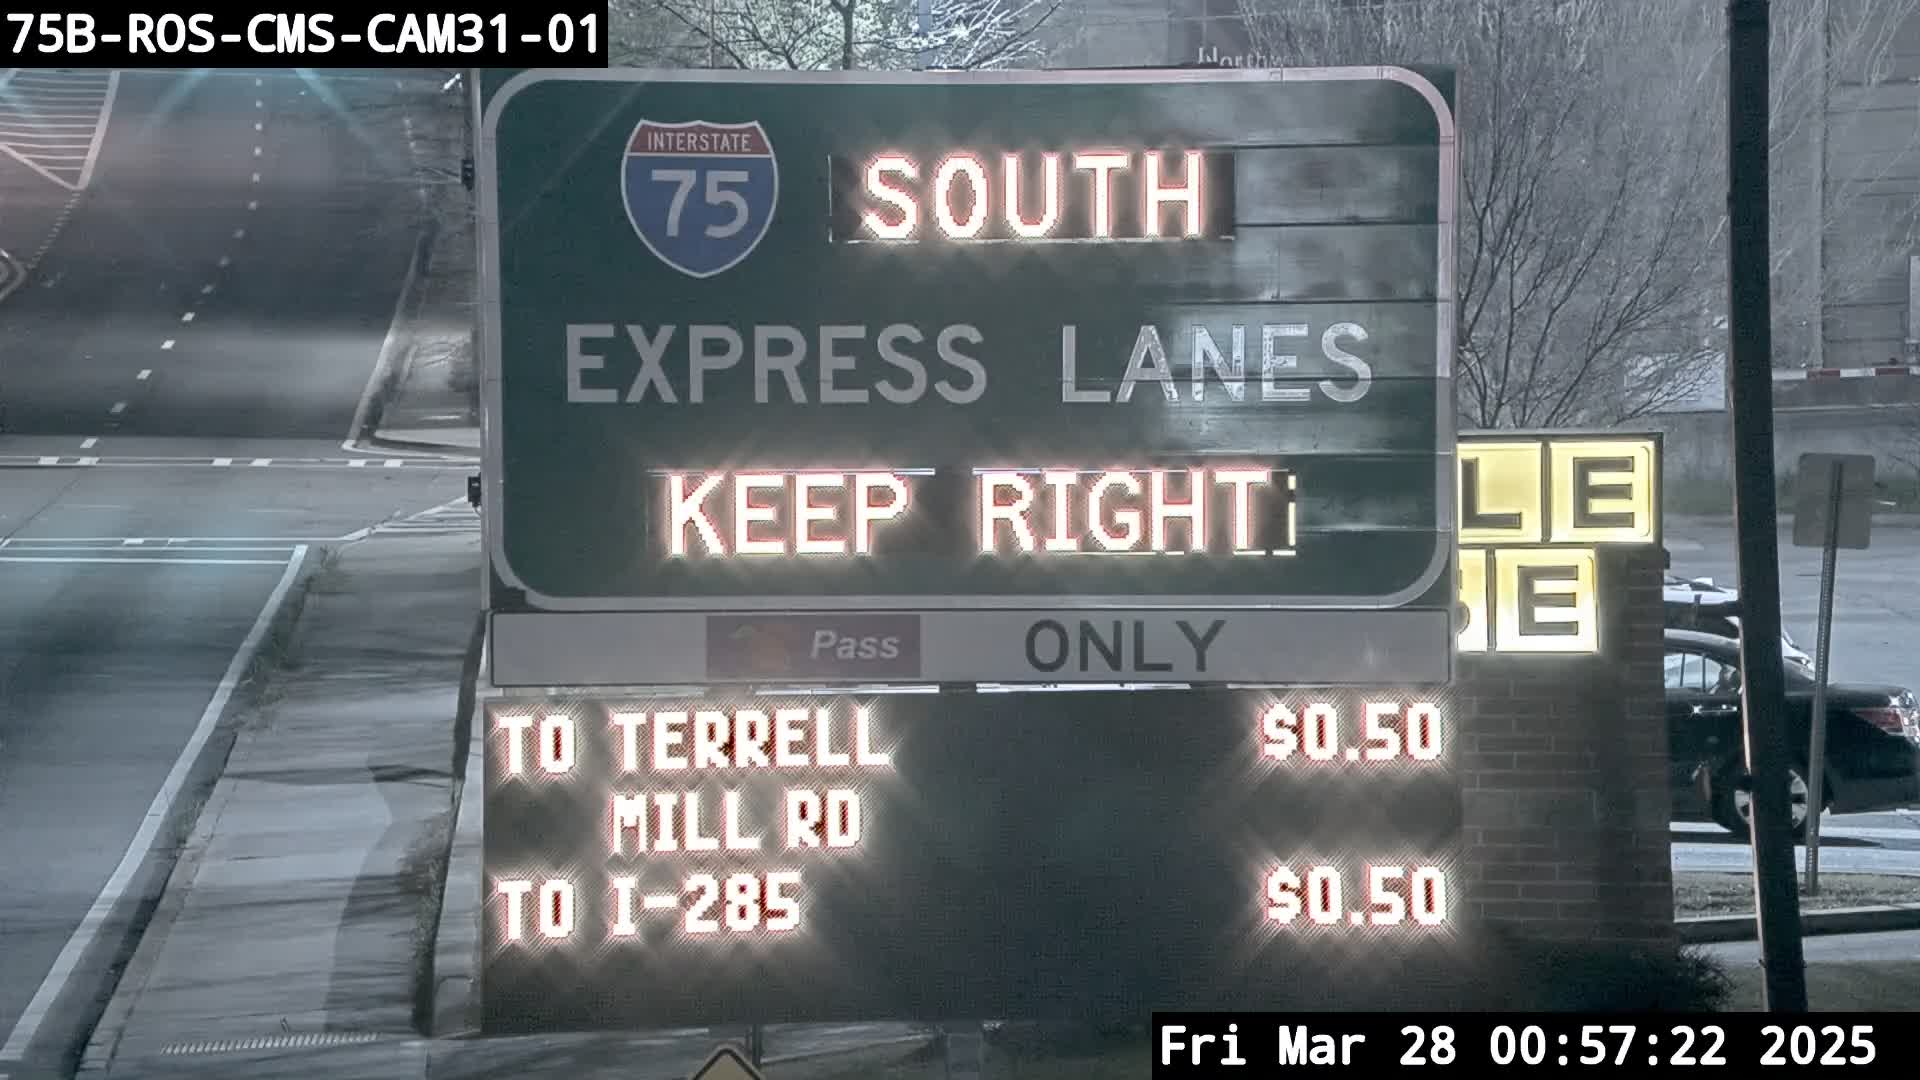 75B-ROS-CMS-CAM31-01
INTERSTATE
75
SOUTH
EXPRESS LANES
KEEP RIGHT
Pass ONLY
TO TERRELL $0.50
MILL RD
TO I-285 $0.50
LE
E
Fri Mar 28 00:57:22 2025